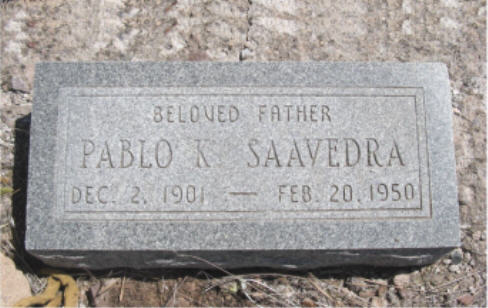 BELOVED FATHER
PABLO K SAAVEDRA
DEC. 2, 1901 — FEB. 20, 1950